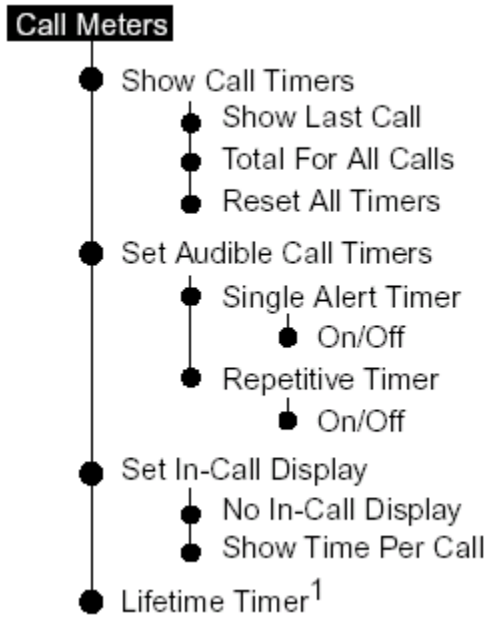 Call Meters
Show Call Timers
Show Last Call
Total For All Calls
Reset All Timers
Set Audible Call Timers
Single Alert Timer
On/Off
Repetitive Timer
On/Off
Set In-Call Display
No In-Call Display
Show Time Per Call
Lifetime Timer1